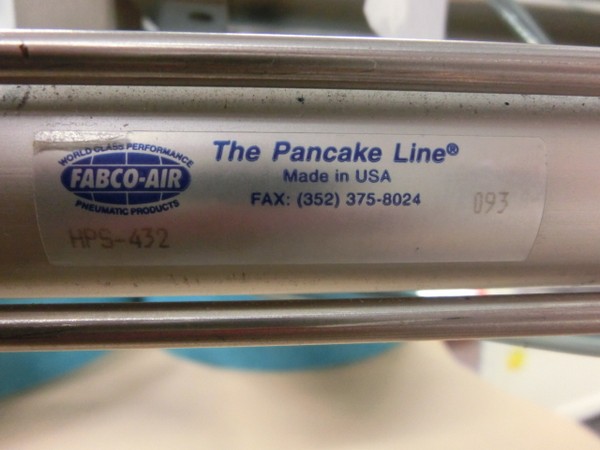 WORLD CLASS PERFORMANCE
FABCO-AIR
PNEUMATIC PRODUCTS
The Pancake Line®
Made in USA
FAX: (352) 375-8024
093
HPS-432